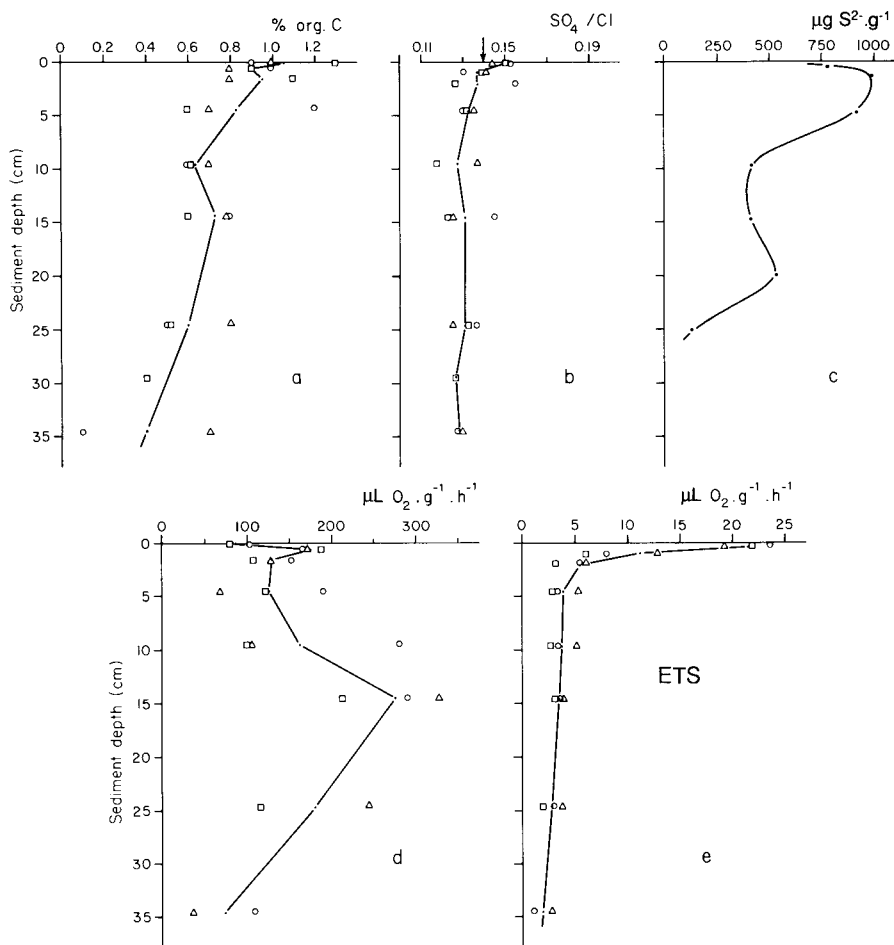 % org. C
0 0.4 0.6 0.8 1.0 1.2
SO4 /Cl
0.11 0.15 0.19
µg S2-.g-1
0 250 500 750 1000
Sediment depth (cm)
0
5
10
15
20
25
30
35
a
b
c
µL O2 . g-1 . h-1
0 100 200 300
µL O2 . g-1 . h-1
0 5 10 15 20 25
Sediment depth (cm)
0
5
10
15
20
25
30
35
ETS
d
e